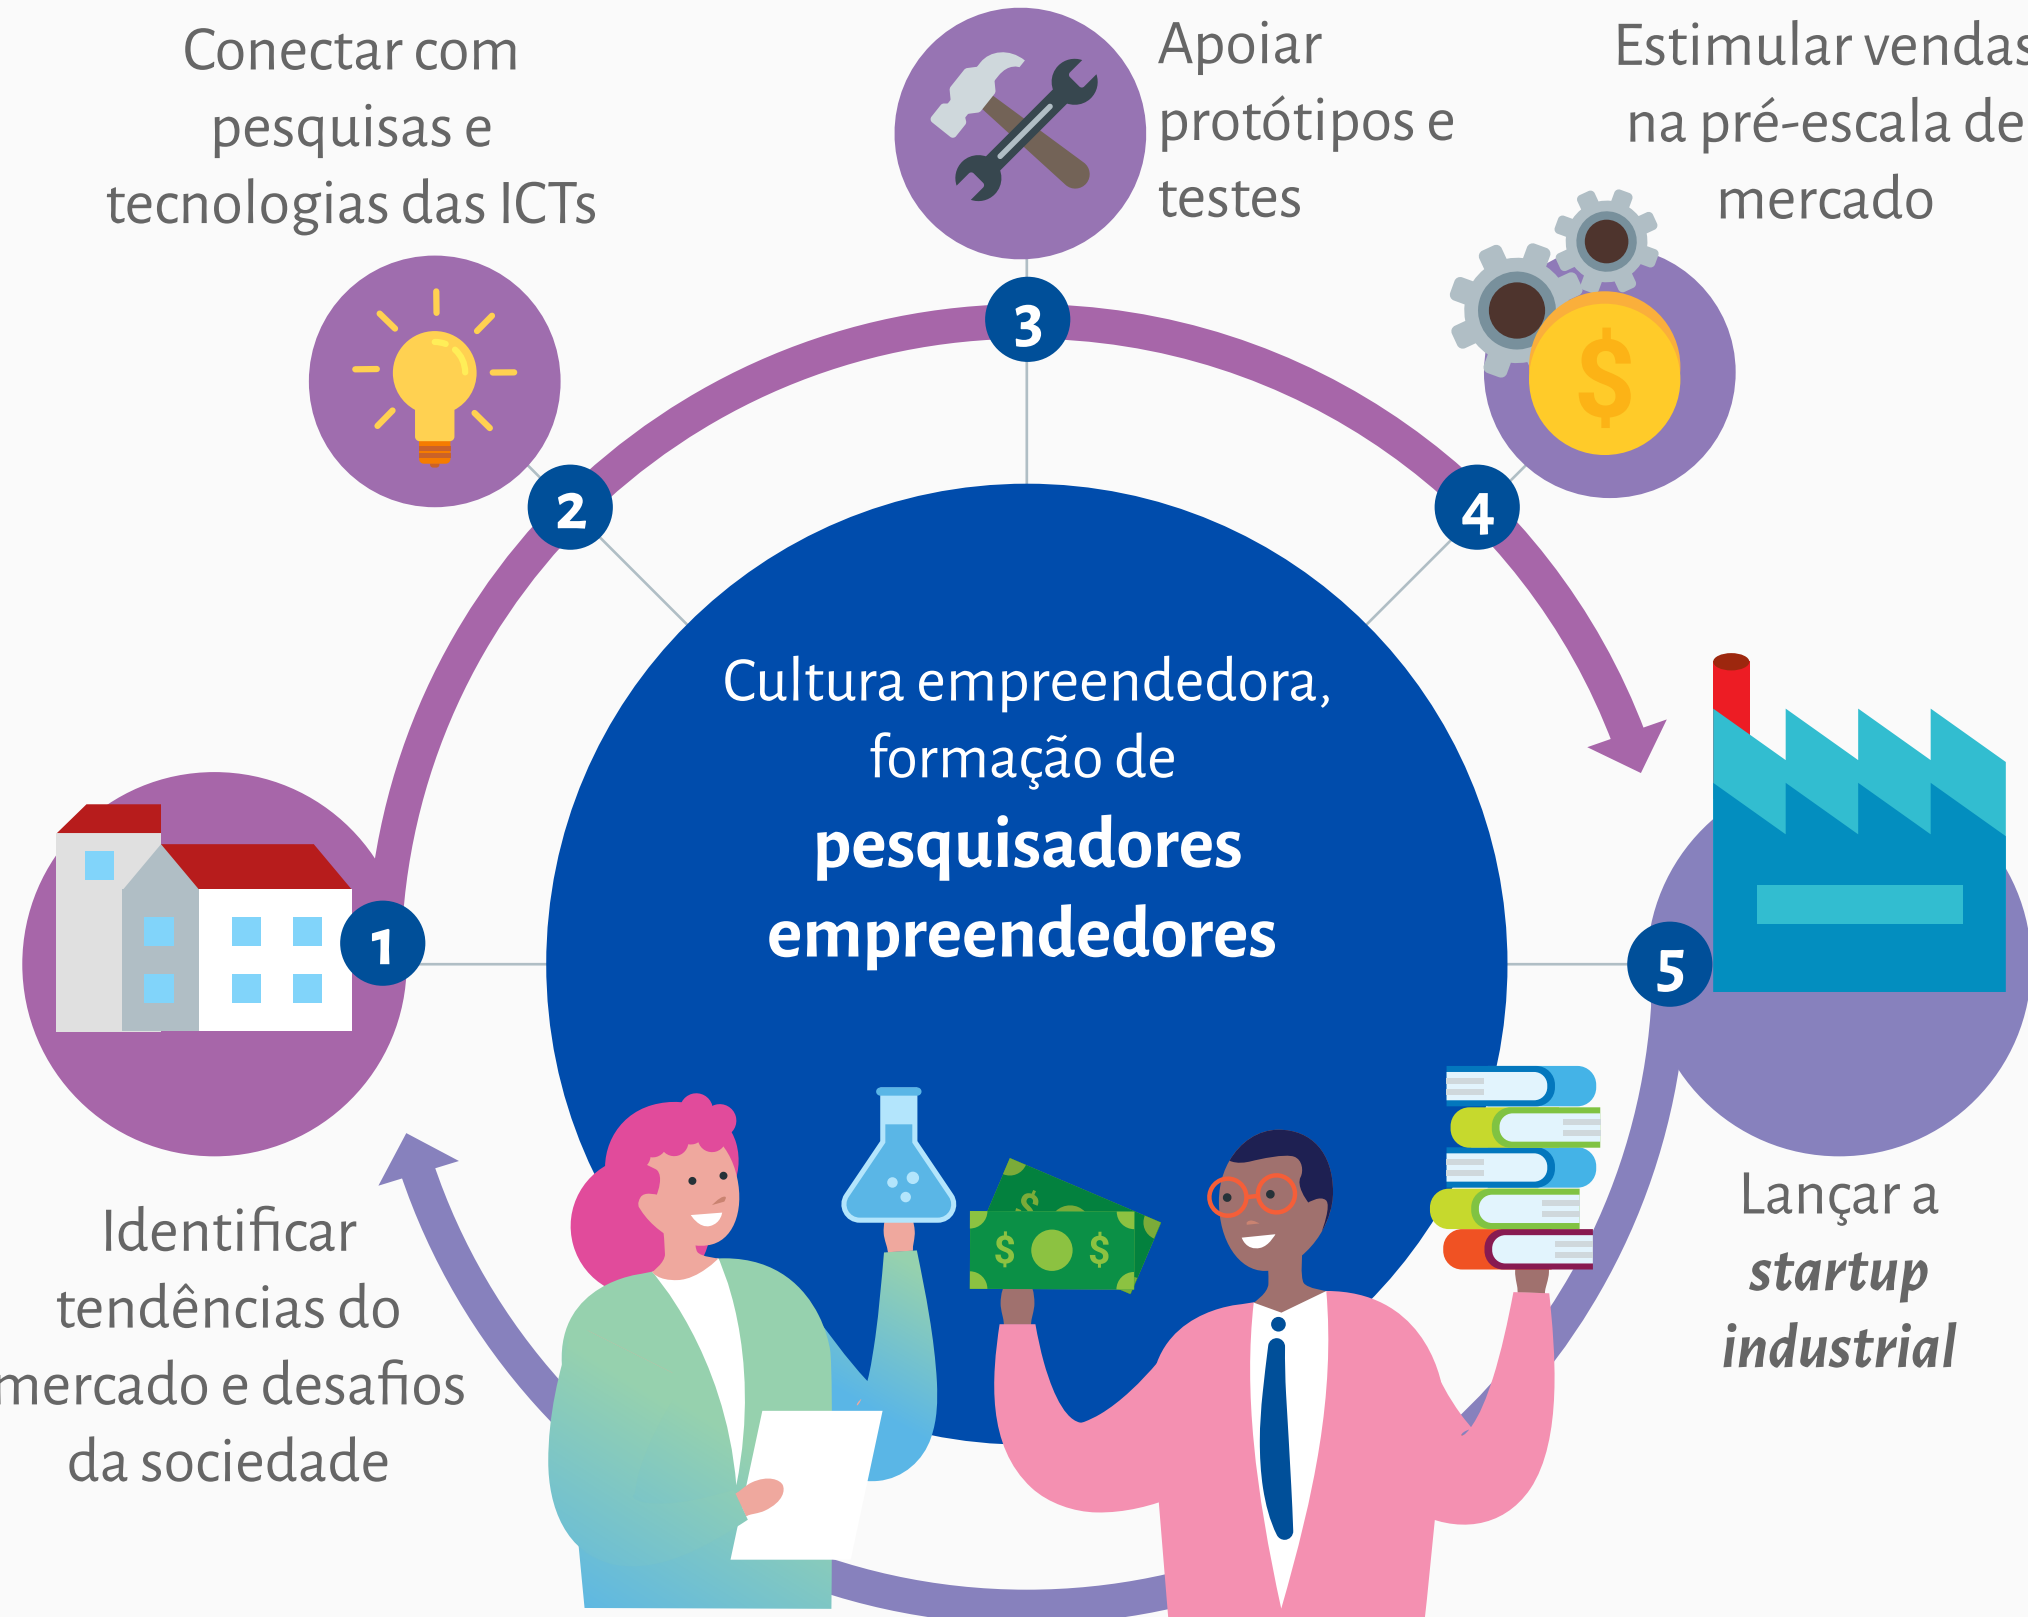 Conectar com
pesquisas e
tecnologias das ICTs
Apoiar
protótipos e
testes
Estimular vendas
na pré-escala de
mercado
3
2
4
$
Cultura empreendedora,
formação de
pesquisadores
empreendedores
1
5
Identificar
tendências do
mercado e desafios
da sociedade
$ $ $
Lançar a
startup
industrial